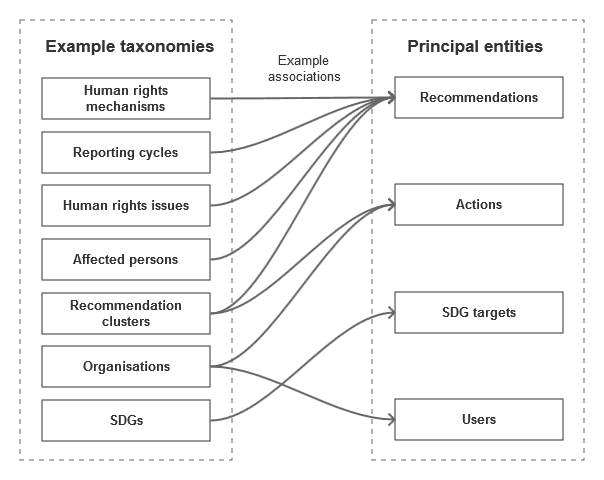 Example taxonomies
Example
associations
Principal entities
Human rights
mechanisms
Reporting cycles
Human rights issues
Affected persons
Recommendation
clusters
Organisations
SDGs
Recommendations
Actions
SDG targets
Users